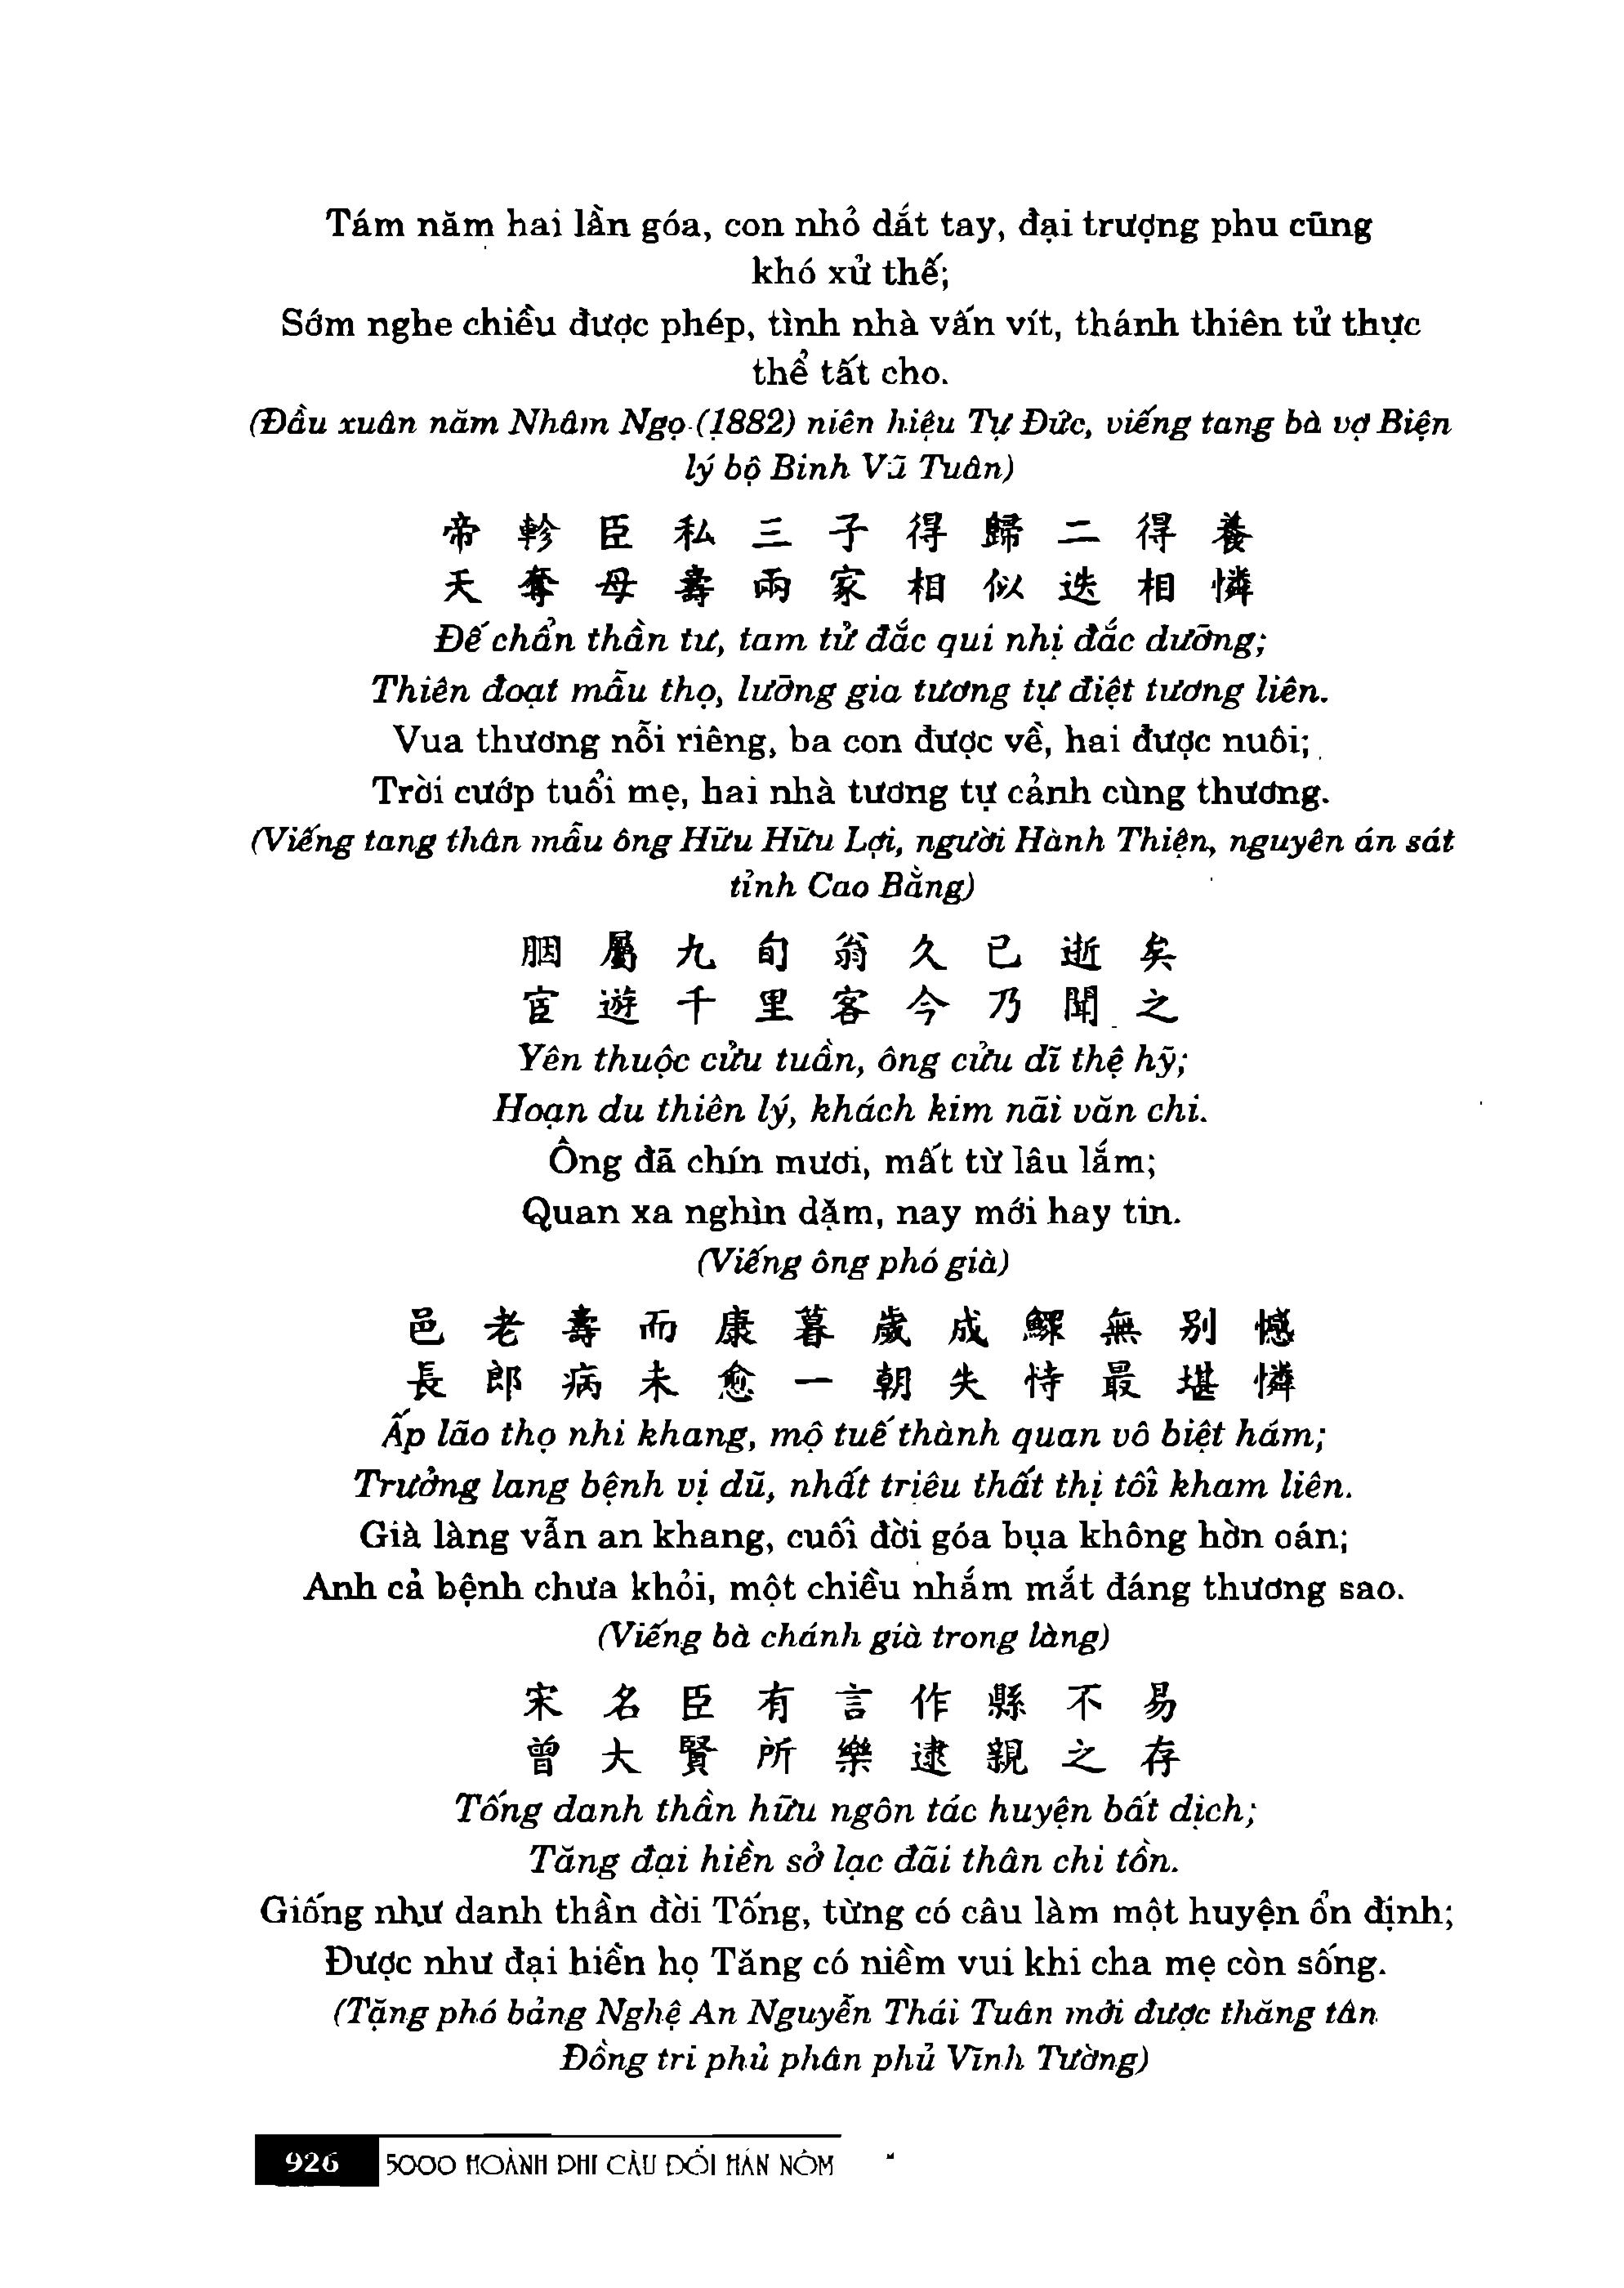 Tám năm hai lần góa, con nhỏ dắt tay, đại trượng phu cũng
khó xử thế;
Sớm nghe chiều được phép, tình nhà vấn vít, thánh thiên tử thực
thể tất cho.
(Đầu xuân năm Nhâm Ngọ (1882) niên hiệu Tự Đức, viếng tang bà vợ Biện
lý bộ Binh Vũ Tuân)
帝軫臣私三子得歸二得養
天奪母壽兩家相似迭相憐
Đế chẩn thần tư, tam tử đắc qui nhị đắc dưỡng;
Thiên đoạt mẫu thọ, lưỡng gia tương tự điệt tương liên.
Vua thương nỗi riêng, ba con được về, hai được nuôi;
Trời cướp tuổi mẹ, hai nhà tương tự cảnh cùng thương.
(Viếng tang thân mẫu ông Hữu Hữu Lợi, người Hành Thiện, nguyên án sát
tỉnh Cao Bằng)
胭屬九旬翁久已逝矣
宦遊千里客今乃聞之
Yên thuộc cửu tuần, ông cửu dĩ thệ hỹ;
Hoạn du thiên lý, khách kim nãi văn chi.
Ông đã chín mươi, mất từ lâu lắm;
Quan xa nghìn dặm, nay mới hay tin.
(Viếng ông phó già)
邑老壽而康暮歲成鰥無別憾
長郎病未愈一朝失恃最堪憐
Ấp lão thọ nhi khang, mộ tuế thành quan vô biệt hám;
Trưởng lang bệnh vị dũ, nhất triêu thất thị tối kham liên.
Già làng vẫn an khang, cuối đời góa bụa không hờn oán;
Anh cả bệnh chưa khỏi, một chiều nhắm mắt đáng thương sao.
(Viếng bà chánh già trong làng)
宋名臣有言作縣不易
曾大賢所樂逮親之存
Tống danh thần hữu ngôn tác huyện bất dịch;
Tăng đại hiền sở lạc đãi thân chi tồn.
Giống như danh thần đời Tống, từng có câu làm một huyện ổn định;
Được như đại hiền họ Tăng có niềm vui khi cha mẹ còn sống.
(Tặng phó bảng Nghệ An Nguyễn Thái Tuân mới được thăng tân
Đồng tri phủ phân phủ Vĩnh Tường)
926 5000 HOÀNH PHI CÂU ĐỐI HÁN NÔM